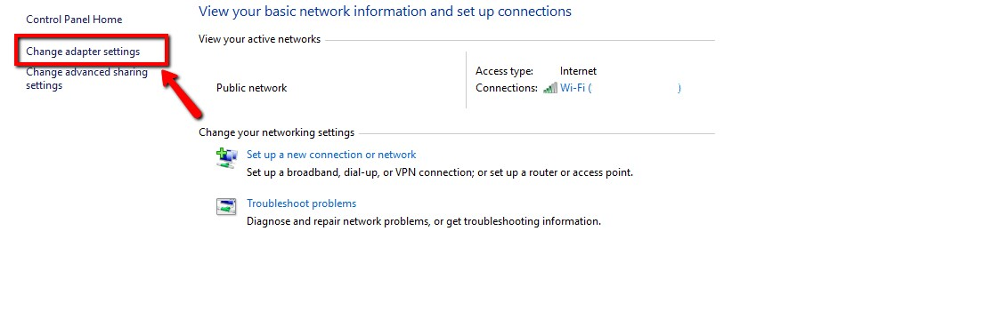 Control Panel Home
Change adapter settings
Change advanced sharing
settings
View your basic network information and set up connections
View your active networks
Public network
Access type: Internet
Connections: Wi-Fi ( )
Change your networking settings
Set up a new connection or network
Set up a broadband, dial-up, or VPN connection; or set up a router or access point.
Troubleshoot problems
Diagnose and repair network problems, or get troubleshooting information.